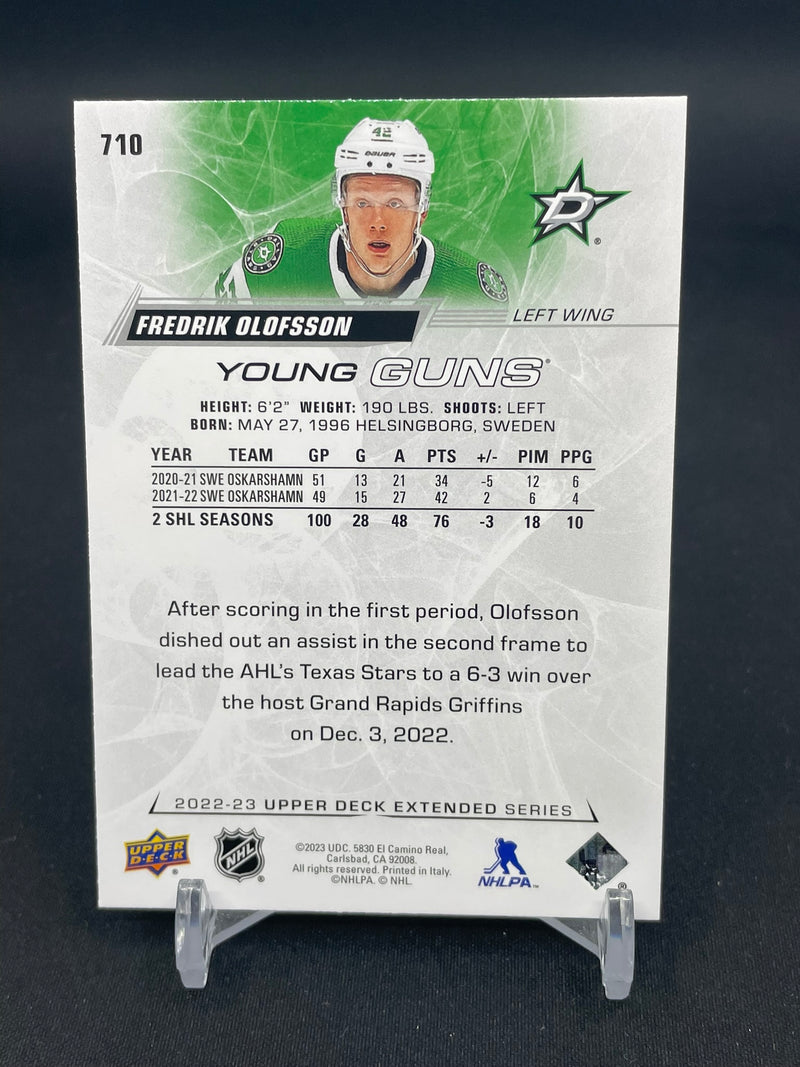 710
42
BAUER
D
®
FREDRIK OLOFSSON
LEFT WING
YOUNG GUNS®
HEIGHT: 6'2" WEIGHT: 190 LBS. SHOOTS: LEFT
BORN: MAY 27, 1996 HELSINGBORG, SWEDEN
YEAR TEAM GP G A PTS +/- PIM PPG
2020-21 SWE OSKARSHAMN 51 13 21 34 -5 12 6
2021-22 SWE OSKARSHAMN 49 15 27 42 2 6 4
2 SHL SEASONS 100 28 48 76 -3 18 10
After scoring in the first period, Olofsson
dished out an assist in the second frame to
lead the AHL's Texas Stars to a 6-3 win over
the host Grand Rapids Griffins
on Dec. 3, 2022.
2022-23 UPPER DECK EXTENDED SERIES
UPPER
DECK
®
NHL
®
©2023 UDC. 5830 El Camino Real,
Carlsbad, CA 92008.
All rights reserved. Printed in Italy.
©NHLPA. © NHL.
NHLPA™
®